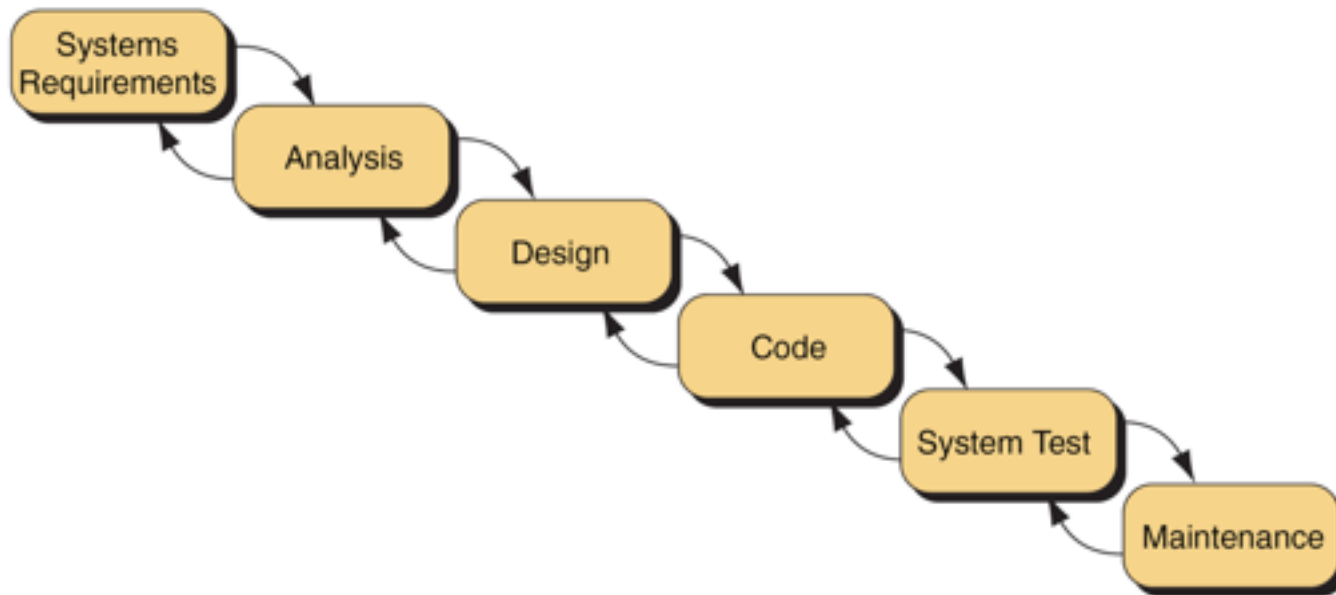 Systems
Requirements
Analysis
Design
Code
System Test
Maintenance